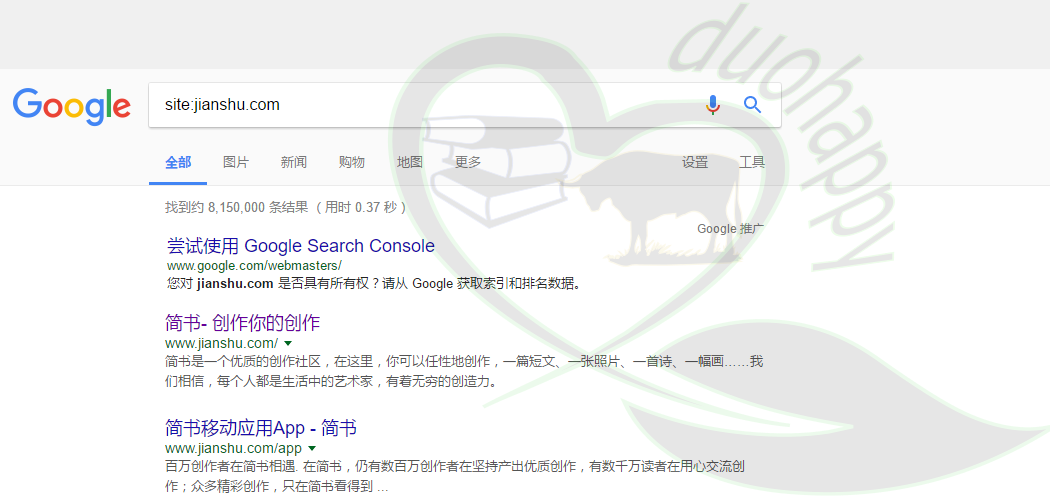 Google
site:jianshu.com
全部 图片 新闻 购物 地图 更多 设置 工具
找到约 8,150,000 条结果 （用时 0.37 秒）
Google 推广
尝试使用 Google Search Console
www.google.com/webmasters/
您对 jianshu.com 是否具有所有权？请从 Google 获取索引和排名数据。
简书- 创作你的创作
www.jianshu.com/
简书是一个优质的创作社区，在这里，你可以任性地创作，一篇短文、一张照片、一首诗、一幅画……我
们相信，每个人都是生活中的艺术家，有着无穷的创造力。
简书移动应用App - 简书
www.jianshu.com/app
百万创作者在简书相遇. 在简书，仍有数百万创作者在坚持产出优质创作，有数千万读者在用心交流创
作；众多精彩创作，只在简书看得到 ...
duohappy